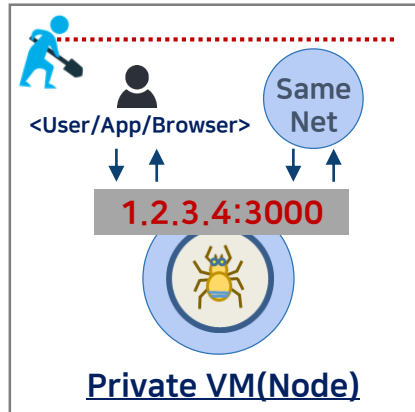 <User/App/Browser>
Same
Net
1.2.3.4:3000
Private VM(Node)